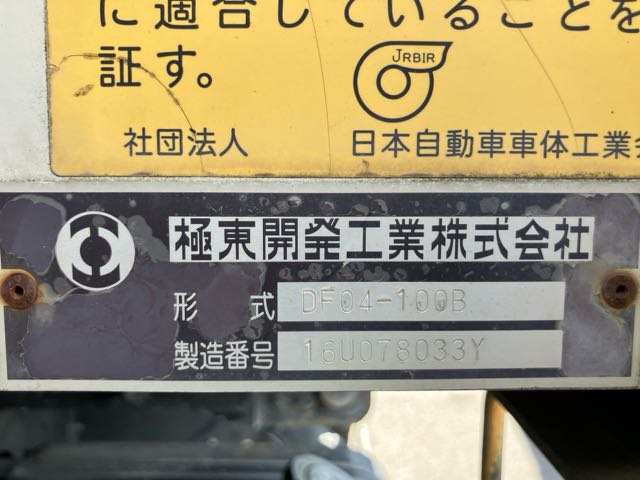 に適合していることを
証す。
JRBIR
社団法人 日本自動車車体工業会
極東開発工業株式会社
形 式 DF04-100B
製造番号 16U078033Y